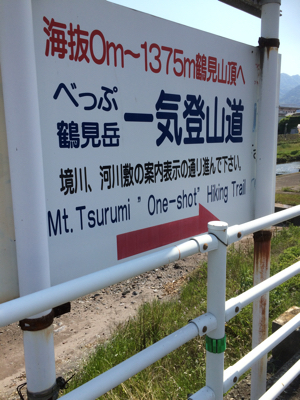 海抜0m~1375m鶴見山頂へ
べっぷ
鶴見岳
一気登山道
境川、河川敷の案内表示の通り進んで下さい。
Mt. Tsurumi "One-shot" Hiking Trail